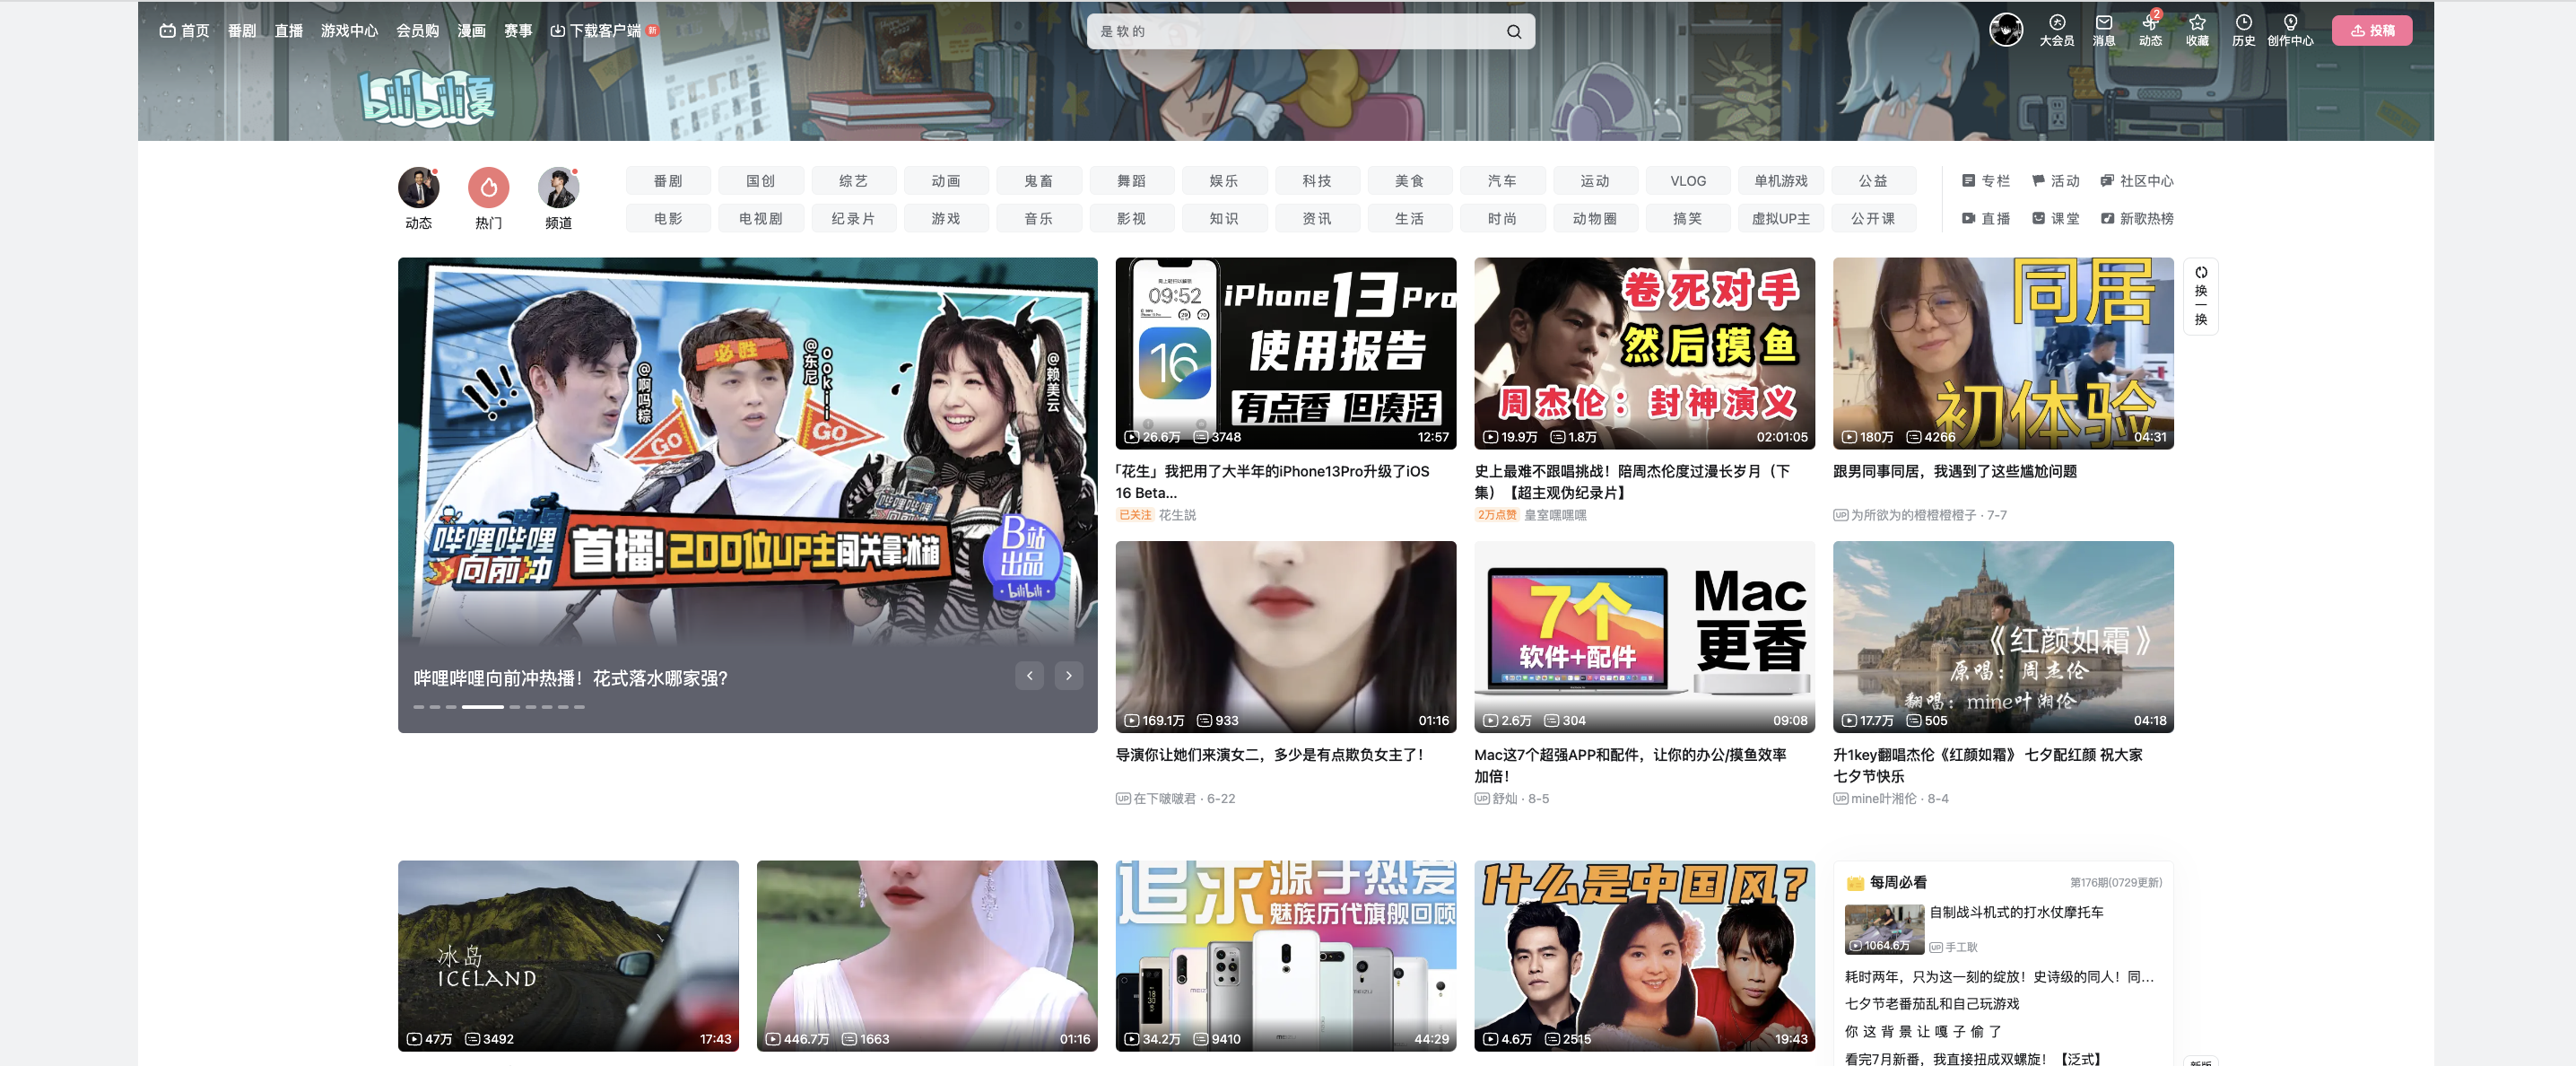 首页 番剧 直播 游戏中心 会员购 漫画 赛事 下载客户端 新
是 软 的
大会员 消息 2 动态 收藏 历史 创作中心 投稿
bilibili夏
动态 热门 频道
番剧 国创 综艺 动画 鬼畜 舞蹈 娱乐 科技 美食 汽车 运动 VLOG 单机游戏 公益
电影 电视剧 纪录片 游戏 音乐 影视 知识 资讯 生活 时尚 动物圈 搞笑 虚拟UP主 公开课
专栏 活动 社区中心
直播 课堂 新歌热榜
换一换
必胜
!!!
@啊吗粽
@东尼ookii
@赖美云
GO
GO
哔哩哔哩向前冲
哔哩哔哩
向前冲
首播!200位UP主闯关拿冰箱
B站
出品
bilibili
哔哩哔哩向前冲热播！花式落水哪家强?
09:52
16
iPhone 13 Pro
使用报告
有点香 但凑活
26.6万 3748 12:57
「花生」我把用了大半年的iPhone13Pro升级了iOS
16 Beta...
已关注 花生説
卷死对手
然后摸鱼
周杰伦：封神演义
19.9万 1.8万 02:01:05
史上最难不跟唱挑战！陪周杰伦度过漫长岁月（下
集）【超主观伪纪录片】
2万点赞 皇室嘿嘿嘿
同居
初体验
180万 4266 04:31
跟男同事同居，我遇到了这些尴尬问题
UP 为所欲为的橙橙橙橙子 · 7-7
169.1万 933 01:16
导演你让她们来演女二，多少是有点欺负女主了！
UP 在下啵啵君 · 6-22
7个
软件+配件
Mac
更香
2.6万 304 09:08
Mac这7个超强APP和配件，让你的办公/摸鱼效率
加倍！
UP 舒灿 · 8-5
《红颜如霜》
原唱：周杰伦
翻唱：mine叶湘伦
17.7万 505 04:18
升1key翻唱杰伦《红颜如霜》 七夕配红颜 祝大家
七夕节快乐
UP mine叶湘伦 · 8-4
冰岛
ICELAND
47万 3492 17:43
446.7万 1663 01:16
追求源于热爱
魅族历代旗舰回顾
34.2万 9410 44:29
什么是中国风？
4.6万 2515 19:43
每周必看 第176期(0729更新)
自制战斗机式的打水仗摩托车
1064.6万 UP 手工耿
耗时两年，只为这一刻的绽放！史诗级的同人！同...
七夕节老番茄乱和自己玩游戏
你 这 背 景 让 嘎 子 偷 了
看完7月新番，我直接扭成双螺旋！【泛式】